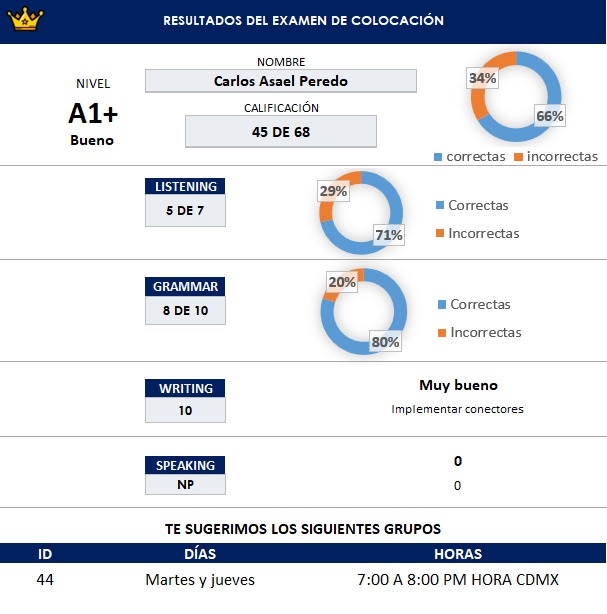 RESULTADOS DEL EXAMEN DE COLOCACIÓN
NIVEL
A1+
Bueno
NOMBRE
Carlos Asael Peredo
CALIFICACIÓN
45 DE 68
34%
66%
correctas incorrectas
LISTENING
5 DE 7
29%
71%
Correctas
Incorrectas
GRAMMAR
8 DE 10
20%
80%
Correctas
Incorrectas
WRITING
10
Muy bueno
Implementar conectores
SPEAKING
NP
0
0
TE SUGERIMOS LOS SIGUIENTES GRUPOS
ID DÍAS HORAS
44 Martes y jueves 7:00 A 8:00 PM HORA CDMX